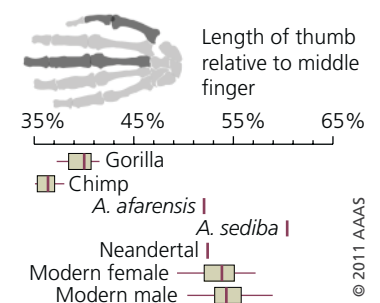 Length of thumb
relative to middle
finger
35% 45% 55% 65%
Gorilla
Chimp
A. afarensis
A. sediba
Neandertal
Modern female
Modern male
© 2011 AAAS